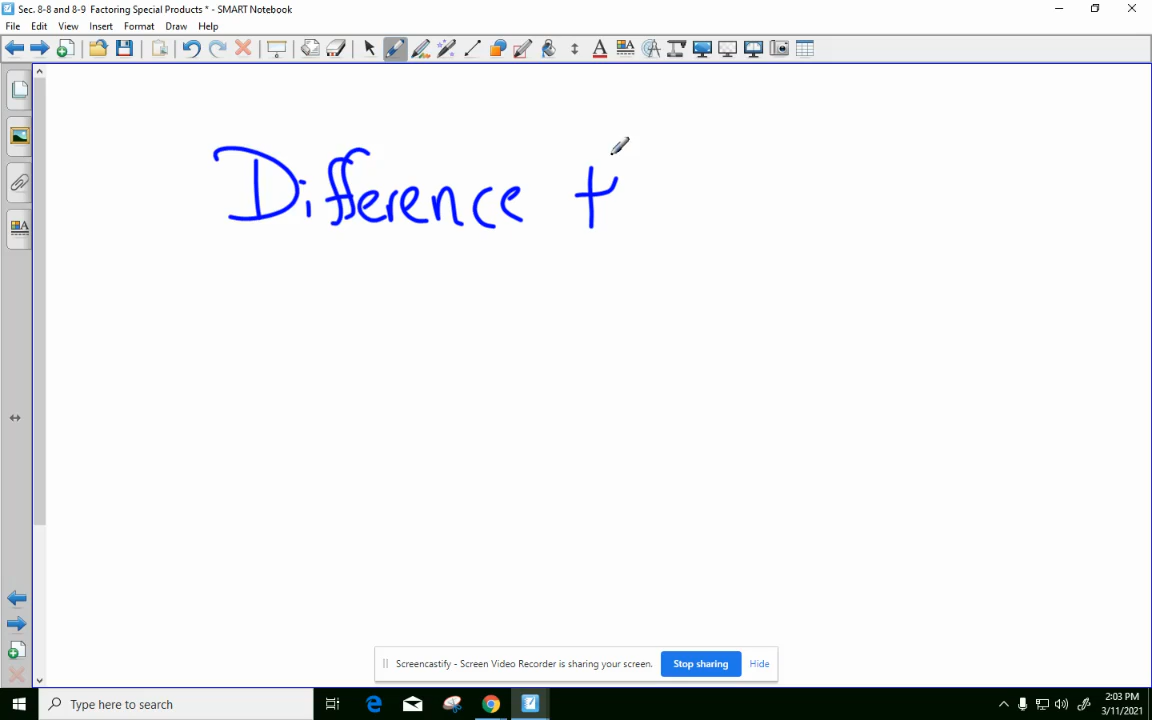 Sec. 8-8 and 8-9 Factoring Special Products * - SMART Notebook
File Edit View Insert Format Draw Help
Difference +
Screencastify - Screen Video Recorder is sharing your screen. Stop sharing Hide
Type here to search
2:03 PM
3/11/2021